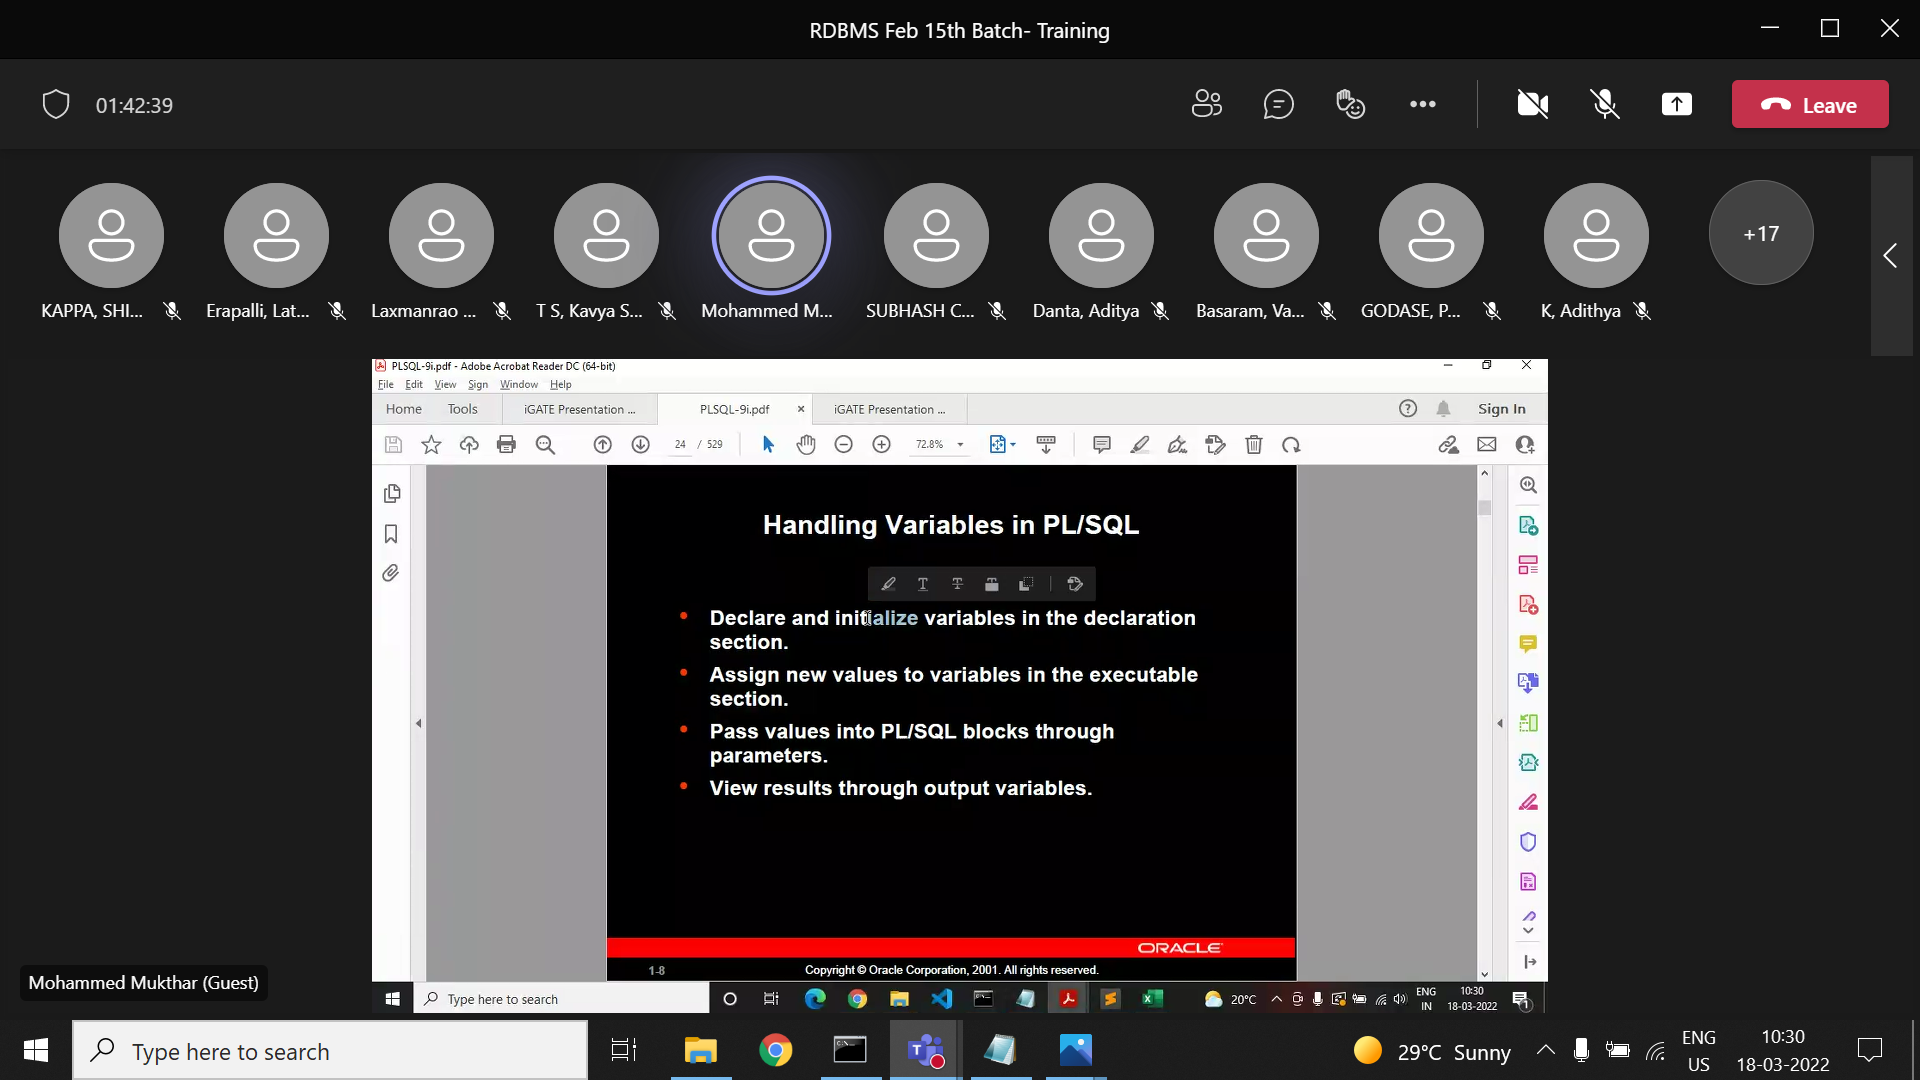 RDBMS Feb 15th Batch- Training
01:42:39
Leave
+17
KAPPA, SHI...
Erapalli, Lat...
Laxmanrao ...
T S, Kavya S...
Mohammed M...
SUBHASH C...
Danta, Aditya
Basaram, Va...
GODASE, P...
K, Adithya
PLSQL-9i.pdf - Adobe Acrobat Reader DC (64-bit)
File Edit View Sign Window Help
Home Tools iGATE Presentation ... PLSQL-9i.pdf × iGATE Presentation ... Sign In
24 / 529 72.8%
Handling Variables in PL/SQL
• Declare and initialize variables in the declaration
section.
• Assign new values to variables in the executable
section.
• Pass values into PL/SQL blocks through
parameters.
• View results through output variables.
ORACLE
1-8 Copyright © Oracle Corporation, 2001. All rights reserved.
Mohammed Mukthar (Guest)
Type here to search
20°C
ENG
IN
10:30
18-03-2022
1
Type here to search
29°C Sunny
ENG
US
10:30
18-03-2022